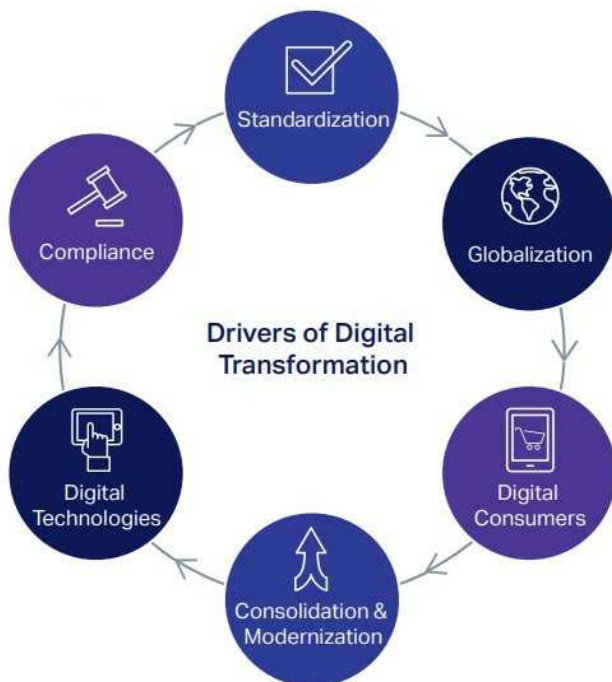 Standardization
Globalization
Digital
Consumers
Consolidation &
Modernization
Digital
Technologies
Compliance
Drivers of Digital
Transformation